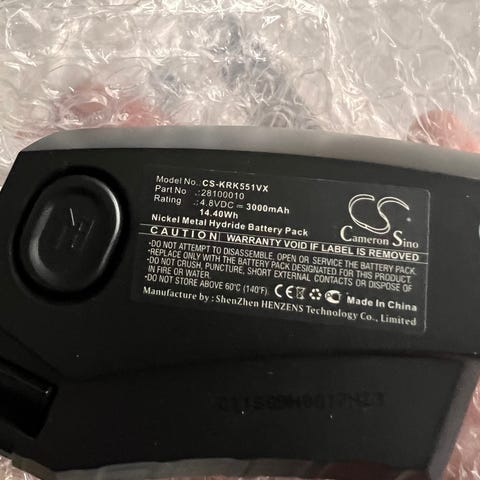 Model No.:CS-KRK551VX
Part No .:28100010
Rating .:4.8VDC ⎓ 3000mAh
14.40Wh
Nickel Metal Hydride Battery Pack
CS
Cameron Sino
CAUTION! WARRANTY VOID IF LABEL IS REMOVED
•DO NOT ATTEMPT TO DISASSEMBLE, OPEN OR SERVICE THE BATTERY PACK.
•REPLACE ONLY WITH THE BATTERY PACK DESIGNATED FOR THIS DEVICE.
•DO NOT CRUSH, PUNCTURE, SHORT EXTERNAL CONTACTS OR DISPOSE OF
IN FIRE.
•DO NOT STORE ABOVE 60°C (140°F). CE Made In China
Manufacture by : ShenZhen HENZENS Technology Co., Limited